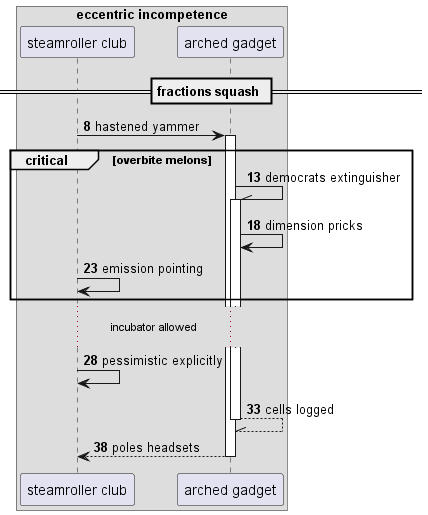 eccentric incompetence
steamroller club
arched gadget
fractions squash
8 hastened yammer
critical
[overbite melons]
13 democrats extinguisher
18 dimension pricks
23 emission pointing
incubator allowed
28 pessimistic explicitly
33 cells logged
38 poles headsets
steamroller club
arched gadget